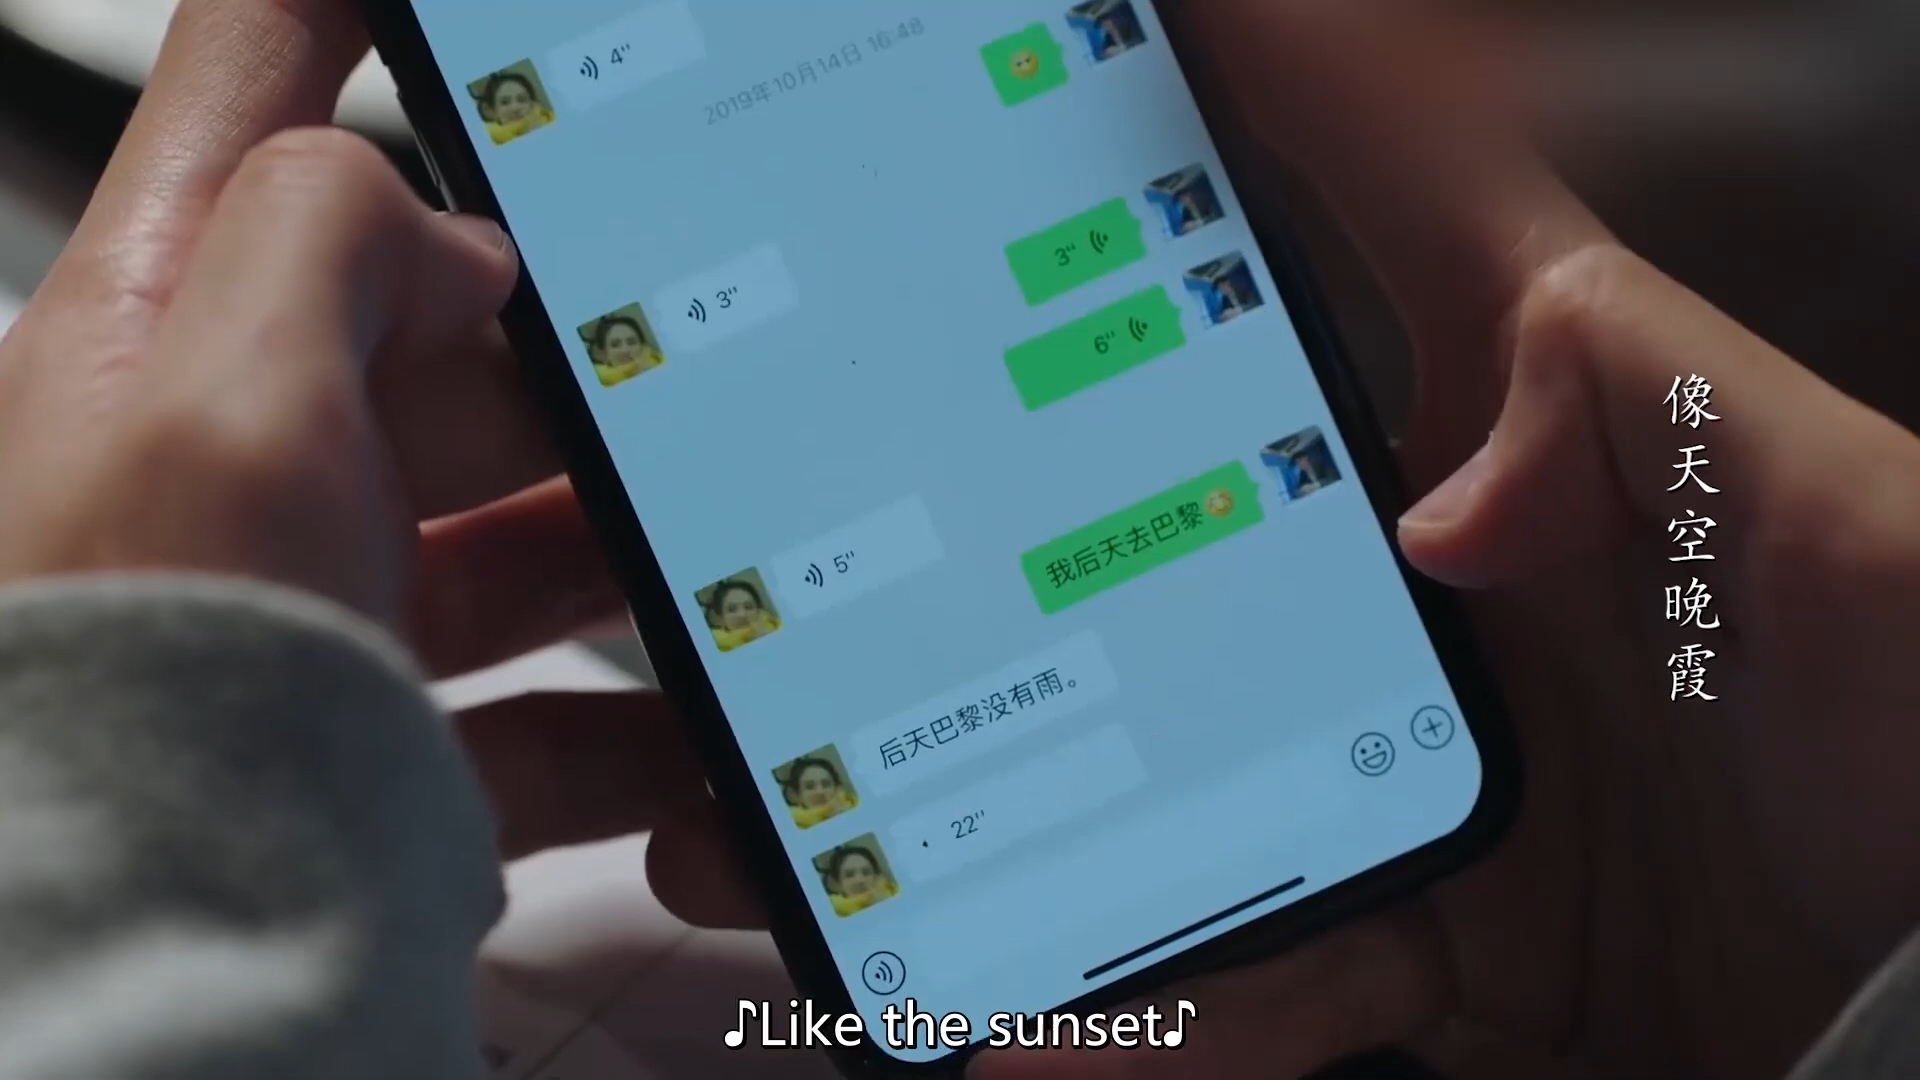 4"
2019年10月14日 16:48
3"
3"
6"
5"
我后天去巴黎
后天巴黎没有雨。
22"
像天空晚霞
♪Like the sunset♪